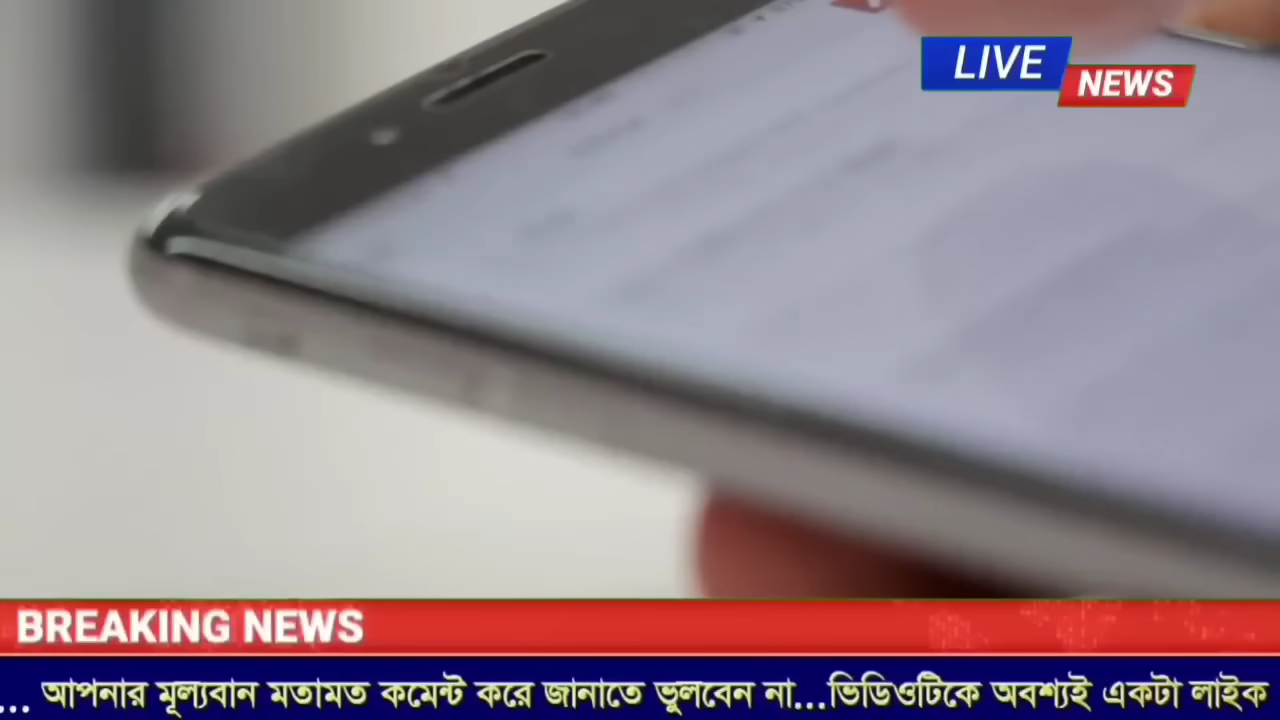 LIVE
NEWS
BREAKING NEWS
... আপনার মূল্যবান মতামত কমেন্ট করে জানাতে ভুলবেন না...ভিডিওটিকে অবশ্যই একটা লাইক